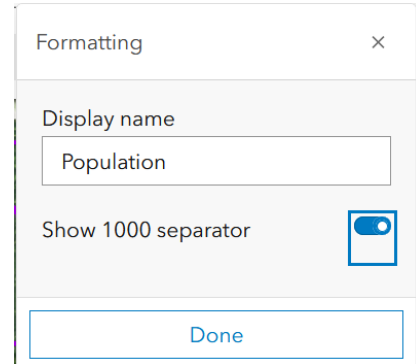 Formatting
Display name
Population
Show 1000 separator
Done